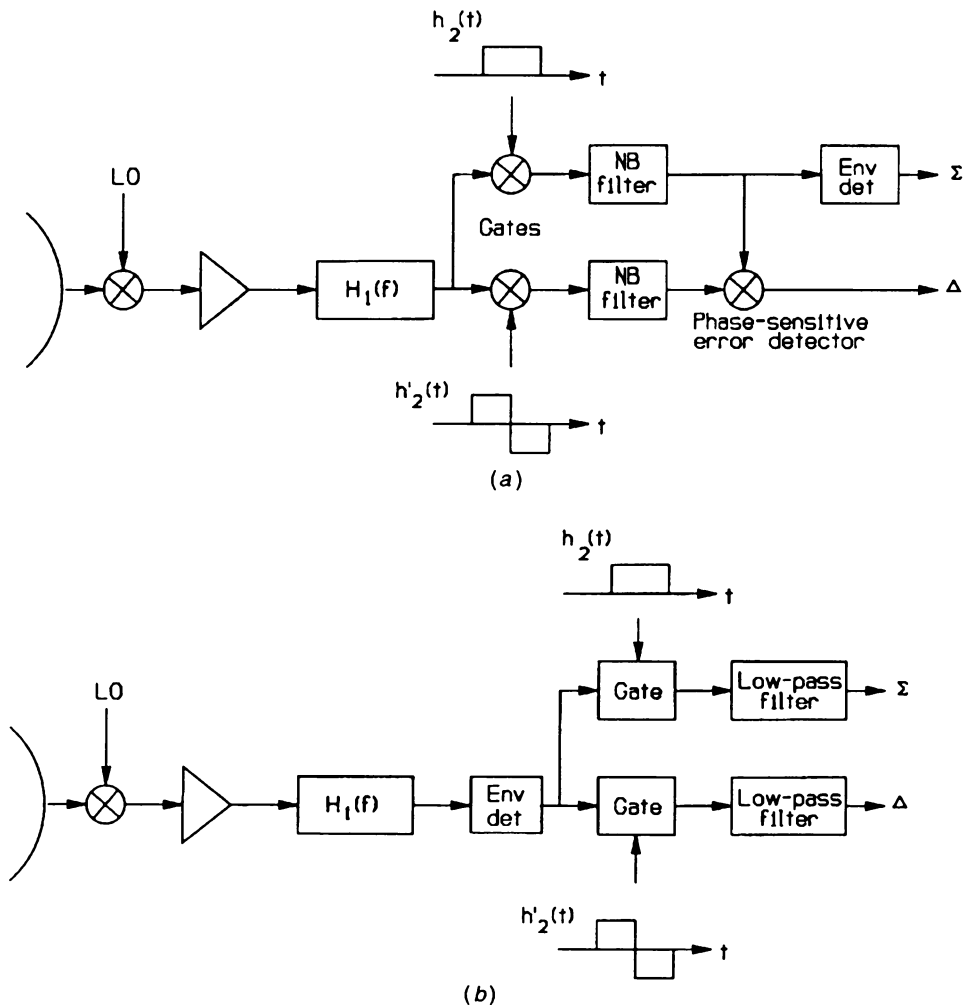 h₂(t)
t
LO
NB
filter
Env
det
Σ
Gates
H₁(f)
NB
filter
Δ
Phase-sensitive
error detector
h'₂(t)
t
(a)
h₂(t)
t
LO
Gate
Low-pass
filter
Σ
H₁(f)
Env
det
Gate
Low-pass
filter
Δ
h'₂(t)
t
(b)